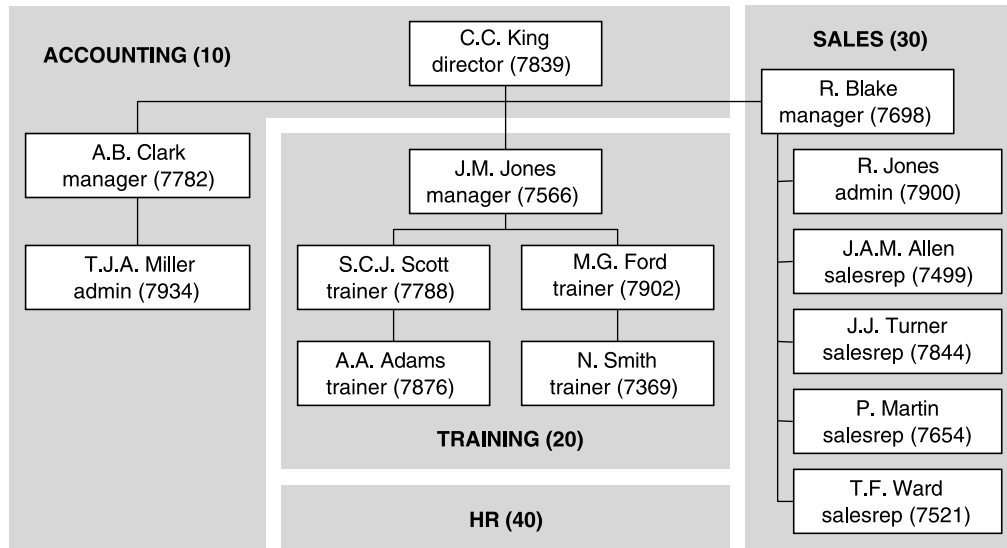 ACCOUNTING (10)
C.C. King
director (7839)
SALES (30)
R. Blake
manager (7698)
A.B. Clark
manager (7782)
J.M. Jones
manager (7566)
R. Jones
admin (7900)
T.J.A. Miller
admin (7934)
S.C.J. Scott
trainer (7788)
M.G. Ford
trainer (7902)
J.A.M. Allen
salesrep (7499)
A.A. Adams
trainer (7876)
N. Smith
trainer (7369)
J.J. Turner
salesrep (7844)
TRAINING (20)
P. Martin
salesrep (7654)
HR (40)
T.F. Ward
salesrep (7521)